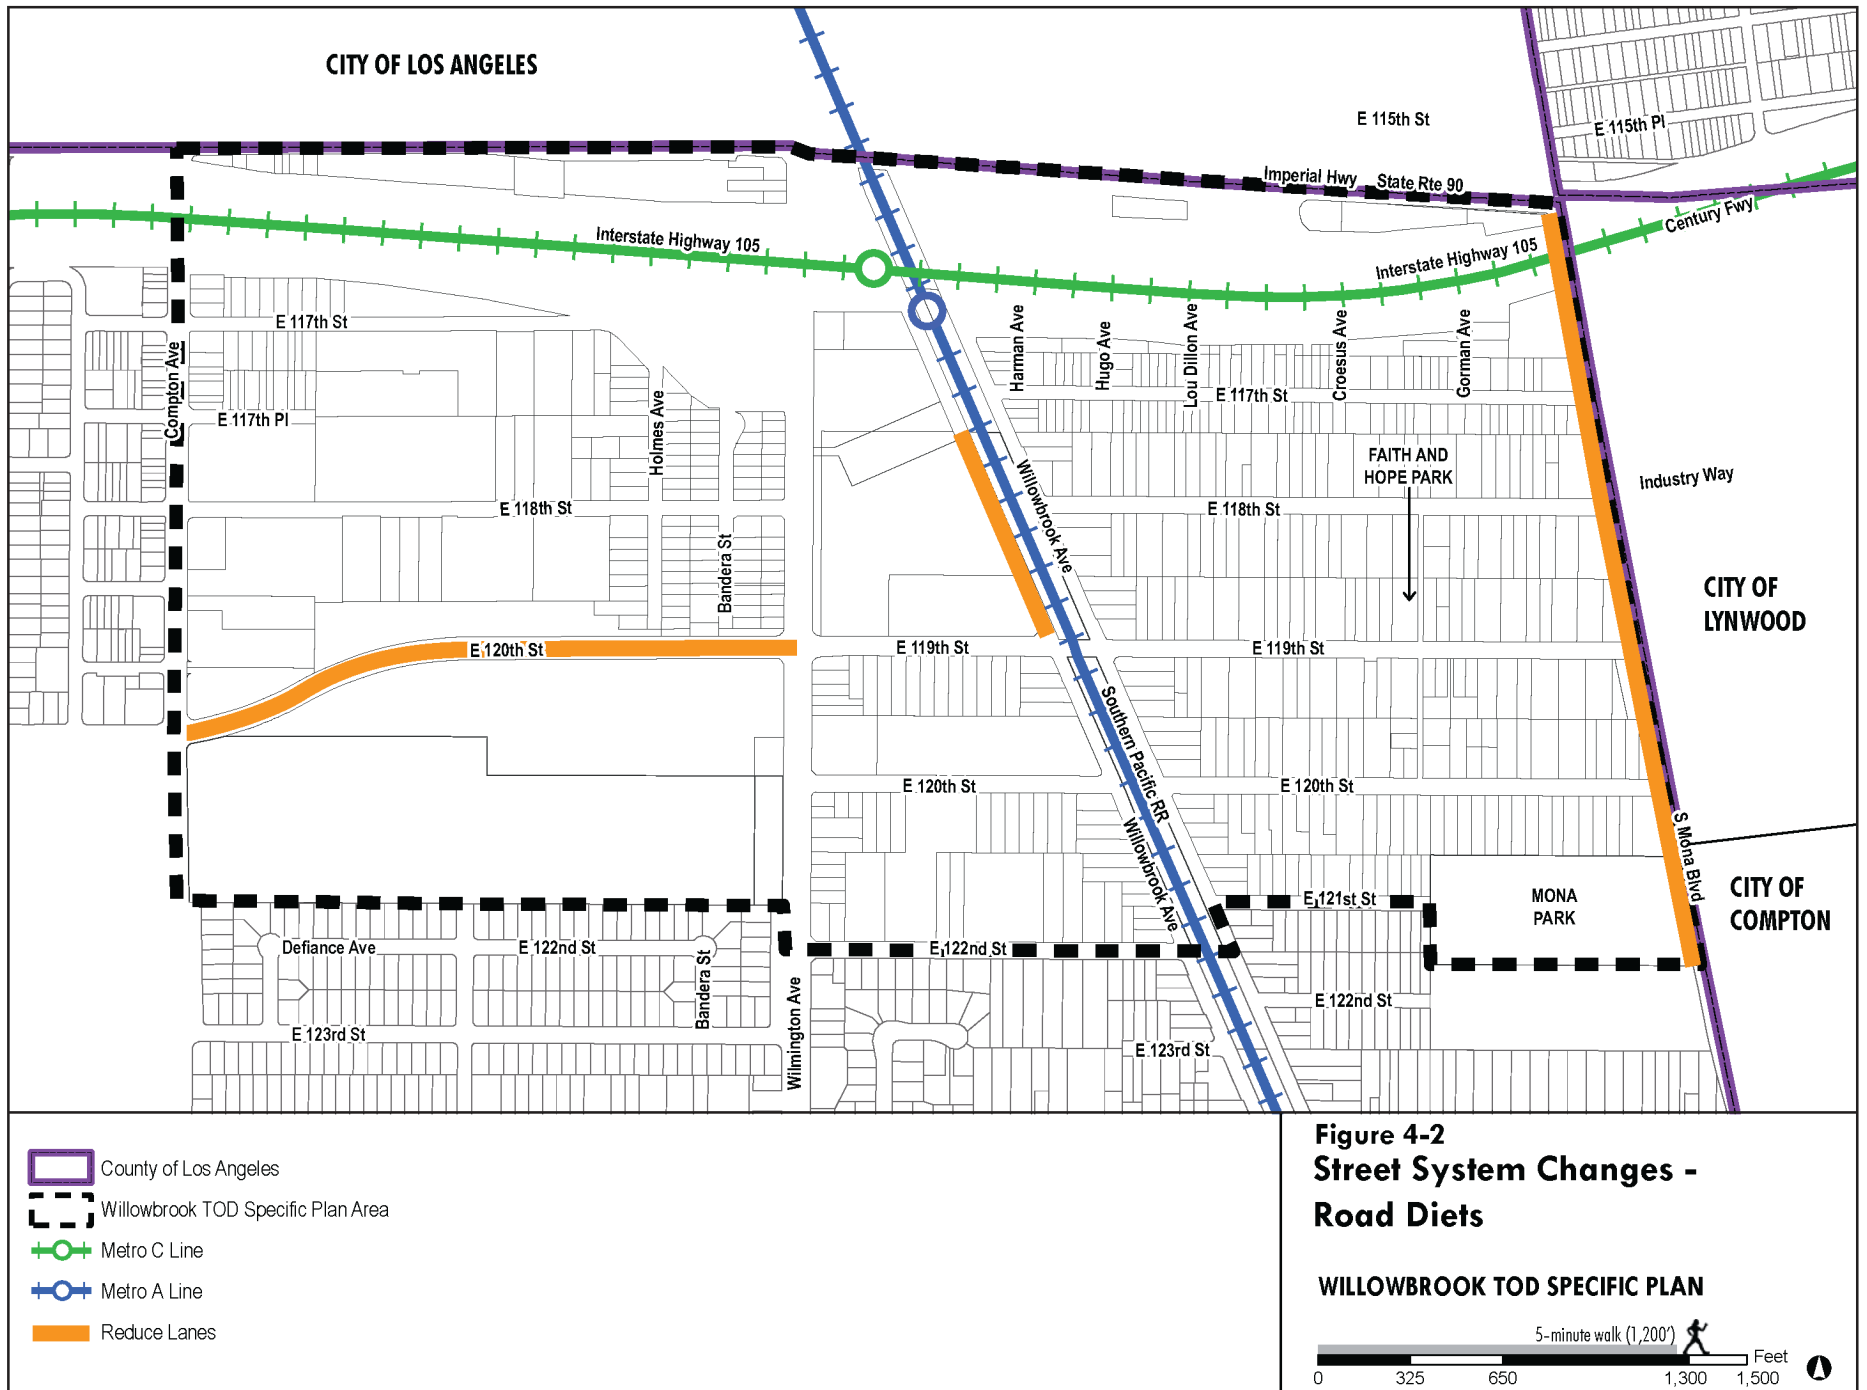 CITY OF LOS ANGELES
E 115th St
E 115th Pl
Imperial Hwy
State Rte 90
Century Fwy
Interstate Highway 105
Interstate Highway 105
E 117th St
Compton Ave
E 117th Pl
Holmes Ave
Harman Ave
Hugo Ave
Lou Dillon Ave
Croesus Ave
Gorman Ave
E 117th St
FAITH AND
HOPE PARK
Industry Way
Willowbrook Ave
E 118th St
E 118th St
Bandera St
CITY OF
LYNWOOD
E 120th St
E 119th St
E 119th St
Southern Pacific RR
E 120th St
E 120th St
Willowbrook Ave
S Mona Blvd
MONA
PARK
CITY OF
COMPTON
E 121st St
Defiance Ave
E 122nd St
E 122nd St
Bandera St
Wilmington Ave
E 122nd St
E 123rd St
E 123rd St
County of Los Angeles
Willowbrook TOD Specific Plan Area
Metro C Line
Metro A Line
Reduce Lanes
Figure 4-2
Street System Changes -
Road Diets
WILLOWBROOK TOD SPECIFIC PLAN
5-minute walk (1,200')
Feet
0 325 650 1,300 1,500